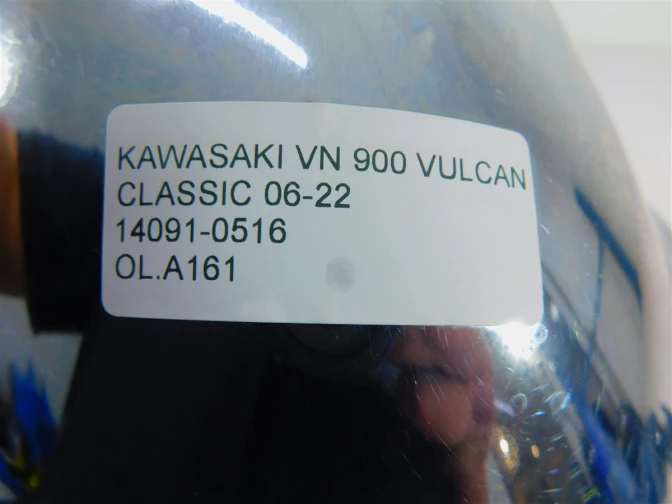 KAWASAKI VN 900 VULCAN
CLASSIC 06-22
14091-0516
OL.A161